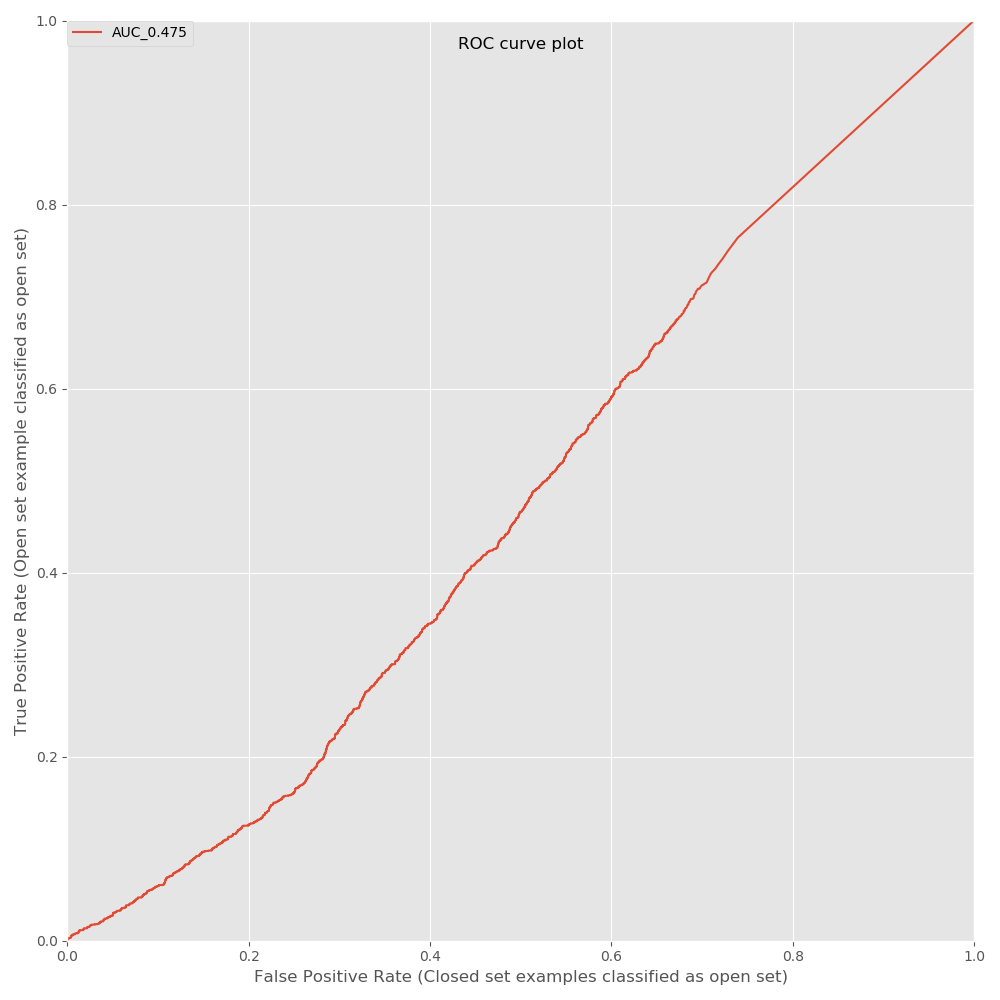 AUC_0.475
ROC curve plot
1.0
0.8
0.6
0.4
0.2
0.0
0.0 0.2 0.4 0.6 0.8 1.0
True Positive Rate (Open set example classified as open set)
False Positive Rate (Closed set examples classified as open set)